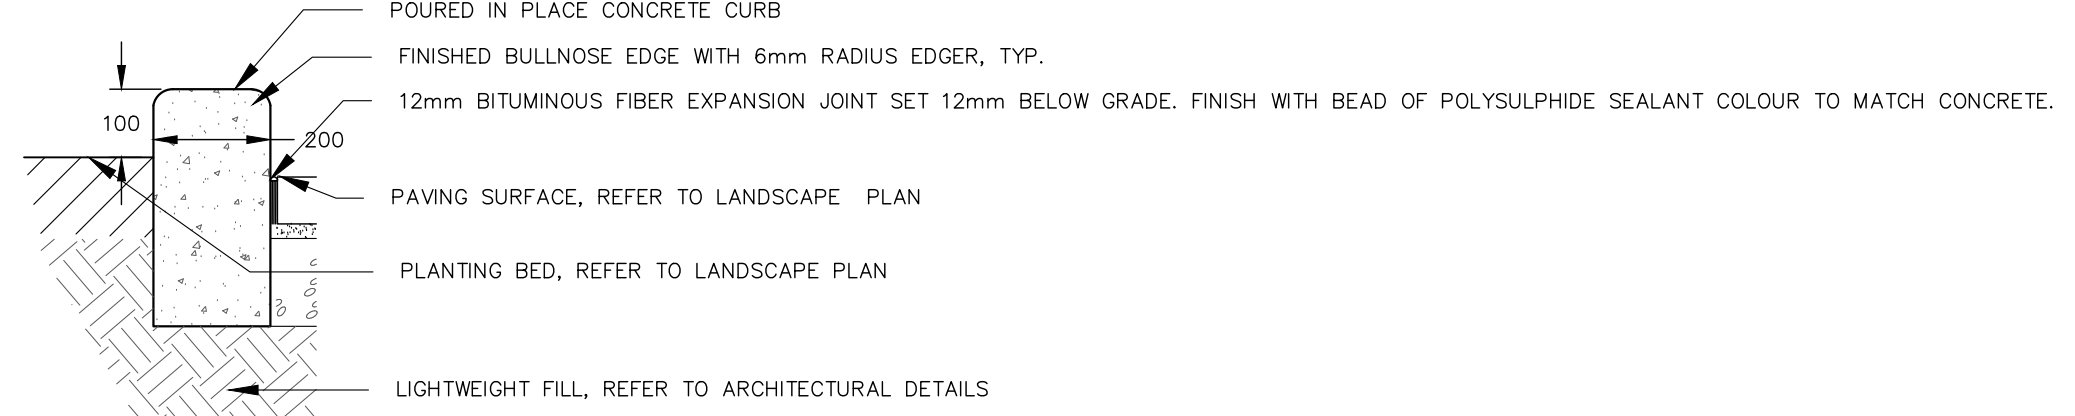 POURED IN PLACE CONCRETE CURB
FINISHED BULLNOSE EDGE WITH 6mm RADIUS EDGER, TYP.
12mm BITUMINOUS FIBER EXPANSION JOINT SET 12mm BELOW GRADE. FINISH WITH BEAD OF POLYSULPHIDE SEALANT COLOUR TO MATCH CONCRETE.
100
200
PAVING SURFACE, REFER TO LANDSCAPE PLAN
PLANTING BED, REFER TO LANDSCAPE PLAN
LIGHTWEIGHT FILL, REFER TO ARCHITECTURAL DETAILS